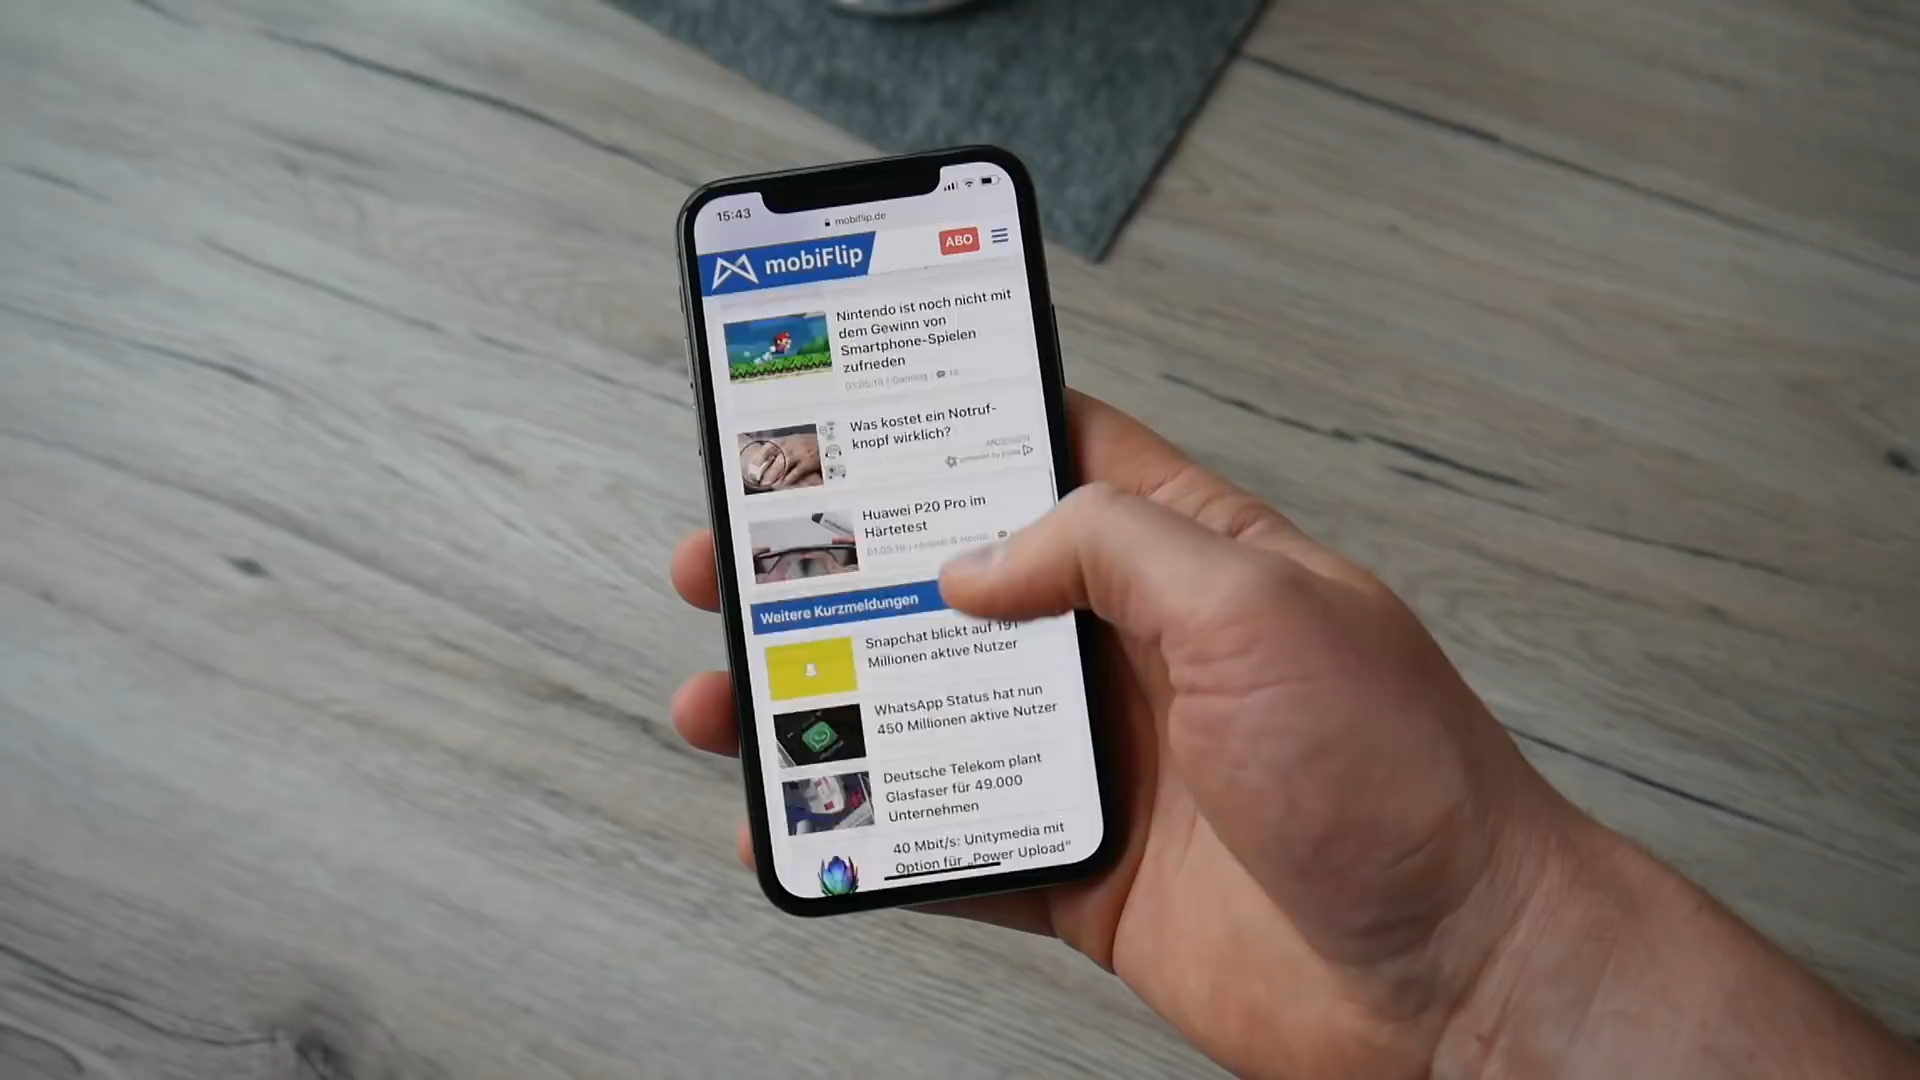 15:43
mobiflip.de
mobiFlip
ABO
Nintendo ist noch nicht mit
dem Gewinn von
Smartphone-Spielen
zufrieden
Was kostet ein Notruf-
knopf wirklich?
Huawei P20 Pro im
Härtetest
Weitere Kurzmeldungen
Snapchat blickt auf 191
Millionen aktive Nutzer
WhatsApp Status hat nun
450 Millionen aktive Nutzer
Deutsche Telekom plant
Glasfaser für 49.000
Unternehmen
40 Mbit/s: Unitymedia mit
Option für „Power Upload“